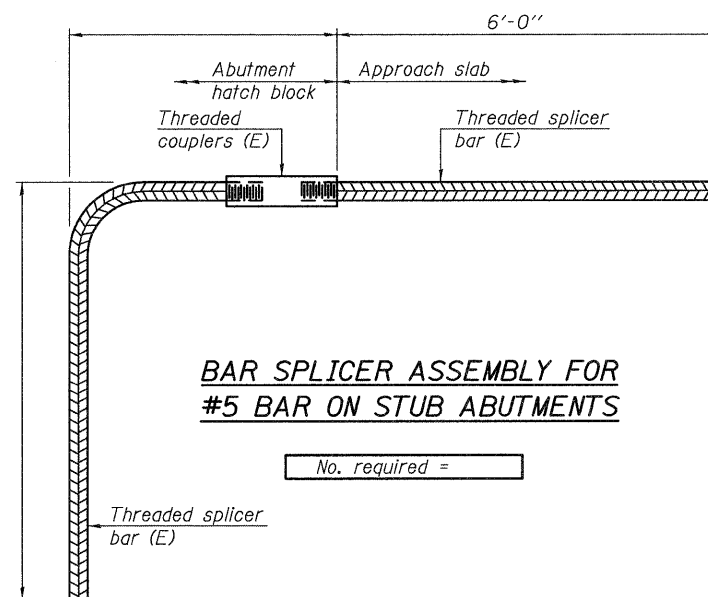 6'-0"
Abutment
hatch block
Approach slab
Threaded
couplers (E)
Threaded splicer
bar (E)
BAR SPLICER ASSEMBLY FOR
#5 BAR ON STUB ABUTMENTS
No. required =
Threaded splicer
bar (E)